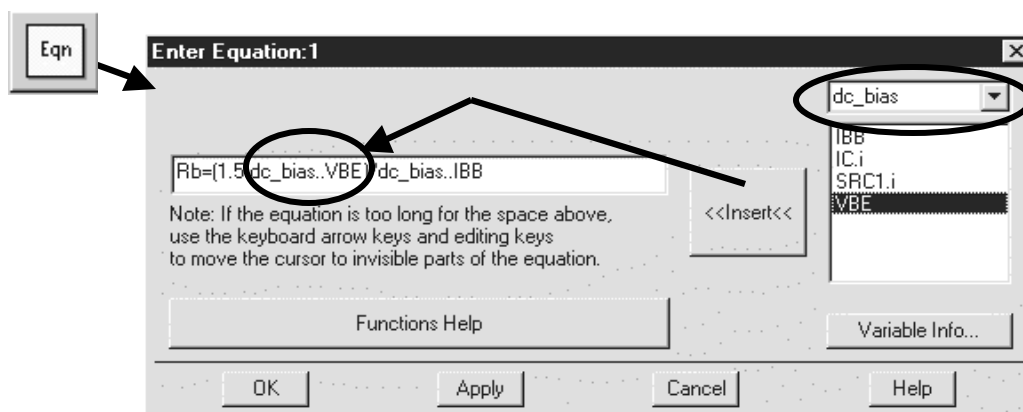 Eqn
Enter Equation:1
dc_bias
IBB
IC.i
SRC1.i
VBE
Rb=(1.5 dc_bias..VBE) dc_bias..IBB
<<Insert<<
Note: If the equation is too long for the space above,
use the keyboard arrow keys and editing keys
to move the cursor to invisible parts of the equation.
Functions Help
Variable Info...
OK
Apply
Cancel
Help